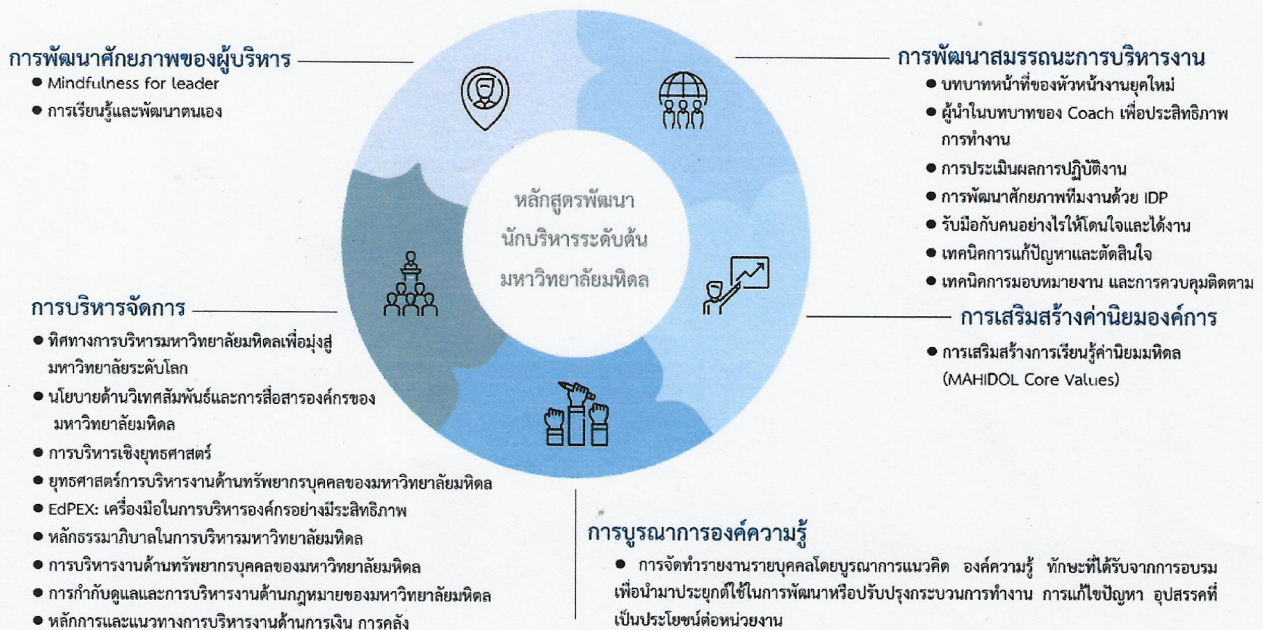 การพัฒนาศักยภาพของผู้บริหาร
● Mindfulness for leader
● การเรียนรู้และพัฒนาตนเอง
การพัฒนาสมรรถนะการบริหารงาน
● บทบาทหน้าที่ของหัวหน้างานยุคใหม่
● ผู้นำในบทบาทของ Coach เพื่อประสิทธิภาพ
การทำงาน
● การประเมินผลการปฏิบัติงาน
● การพัฒนาศักยภาพทีมงานด้วย IDP
● รับมือกับคนอย่างไรให้โดนใจและได้งาน
● เทคนิคการแก้ปัญหาและตัดสินใจ
● เทคนิคการมอบหมายงาน และการควบคุมติดตาม
หลักสูตรพัฒนา
นักบริหารระดับต้น
มหาวิทยาลัยมหิดล
การบริหารจัดการ
● ทิศทางการบริหารมหาวิทยาลัยมหิดลเพื่อมุ่งสู่
มหาวิทยาลัยระดับโลก
● นโยบายด้านวิเทศสัมพันธ์และการสื่อสารองค์กรของ
มหาวิทยาลัยมหิดล
● การบริหารเชิงยุทธศาสตร์
● ยุทธศาสตร์การบริหารงานด้านทรัพยากรบุคคลของมหาวิทยาลัยมหิดล
● EdPEX: เครื่องมือในการบริหารองค์กรอย่างมีระสิทธิภาพ
● หลักธรรมาภิบาลในการบริหารมหาวิทยาลัยมหิดล
● การบริหารงานด้านทรัพยากรบุคคลของมหาวิทยาลัยมหิดล
● การกำกับดูแลและการบริหารงานด้านกฎหมายของมหาวิทยาลัยมหิดล
● หลักการและแนวทางการบริหารงานด้านการเงิน การคลัง
การเสริมสร้างค่านิยมองค์การ
● การเสริมสร้างการเรียนรู้ค่านิยมมหิดล
(MAHIDOL Core Values)
การบูรณาการองค์ความรู้
● การจัดทำรายงานรายบุคคลโดยบูรณาการแนวคิด องค์ความรู้ ทักษะที่ได้รับจากการอบรม
เพื่อนำมาประยุกต์ใช้ในการพัฒนาหรือปรับปรุงกระบวนการทำงาน การแก้ไขปัญหา อุปสรรคที่
เป็นประโยชน์ต่อหน่วยงาน